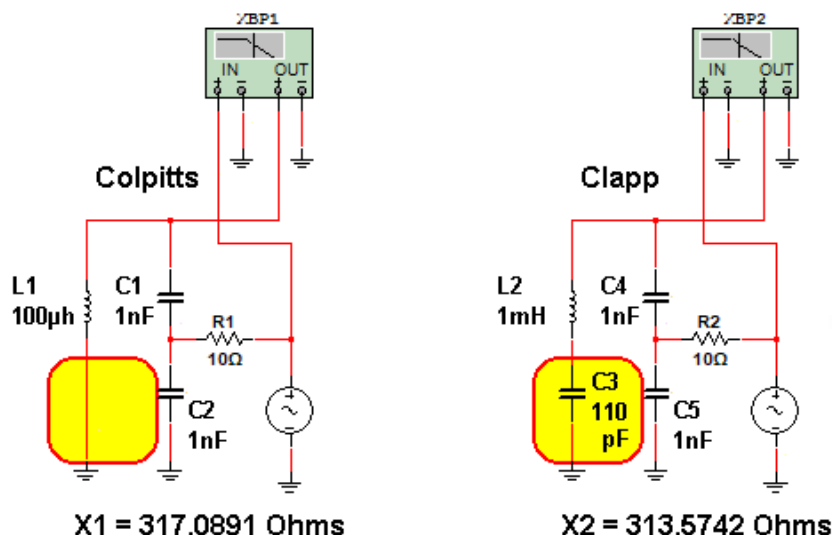 XBP1
IN OUT
Colpitts
L1
100µh
C1
1nF
R1
10Ω
C2
1nF
X1 = 317.0891 Ohms
XBP2
IN OUT
Clapp
L2
1mH
C4
1nF
R2
10Ω
C3
110
pF
C5
1nF
X2 = 313.5742 Ohms